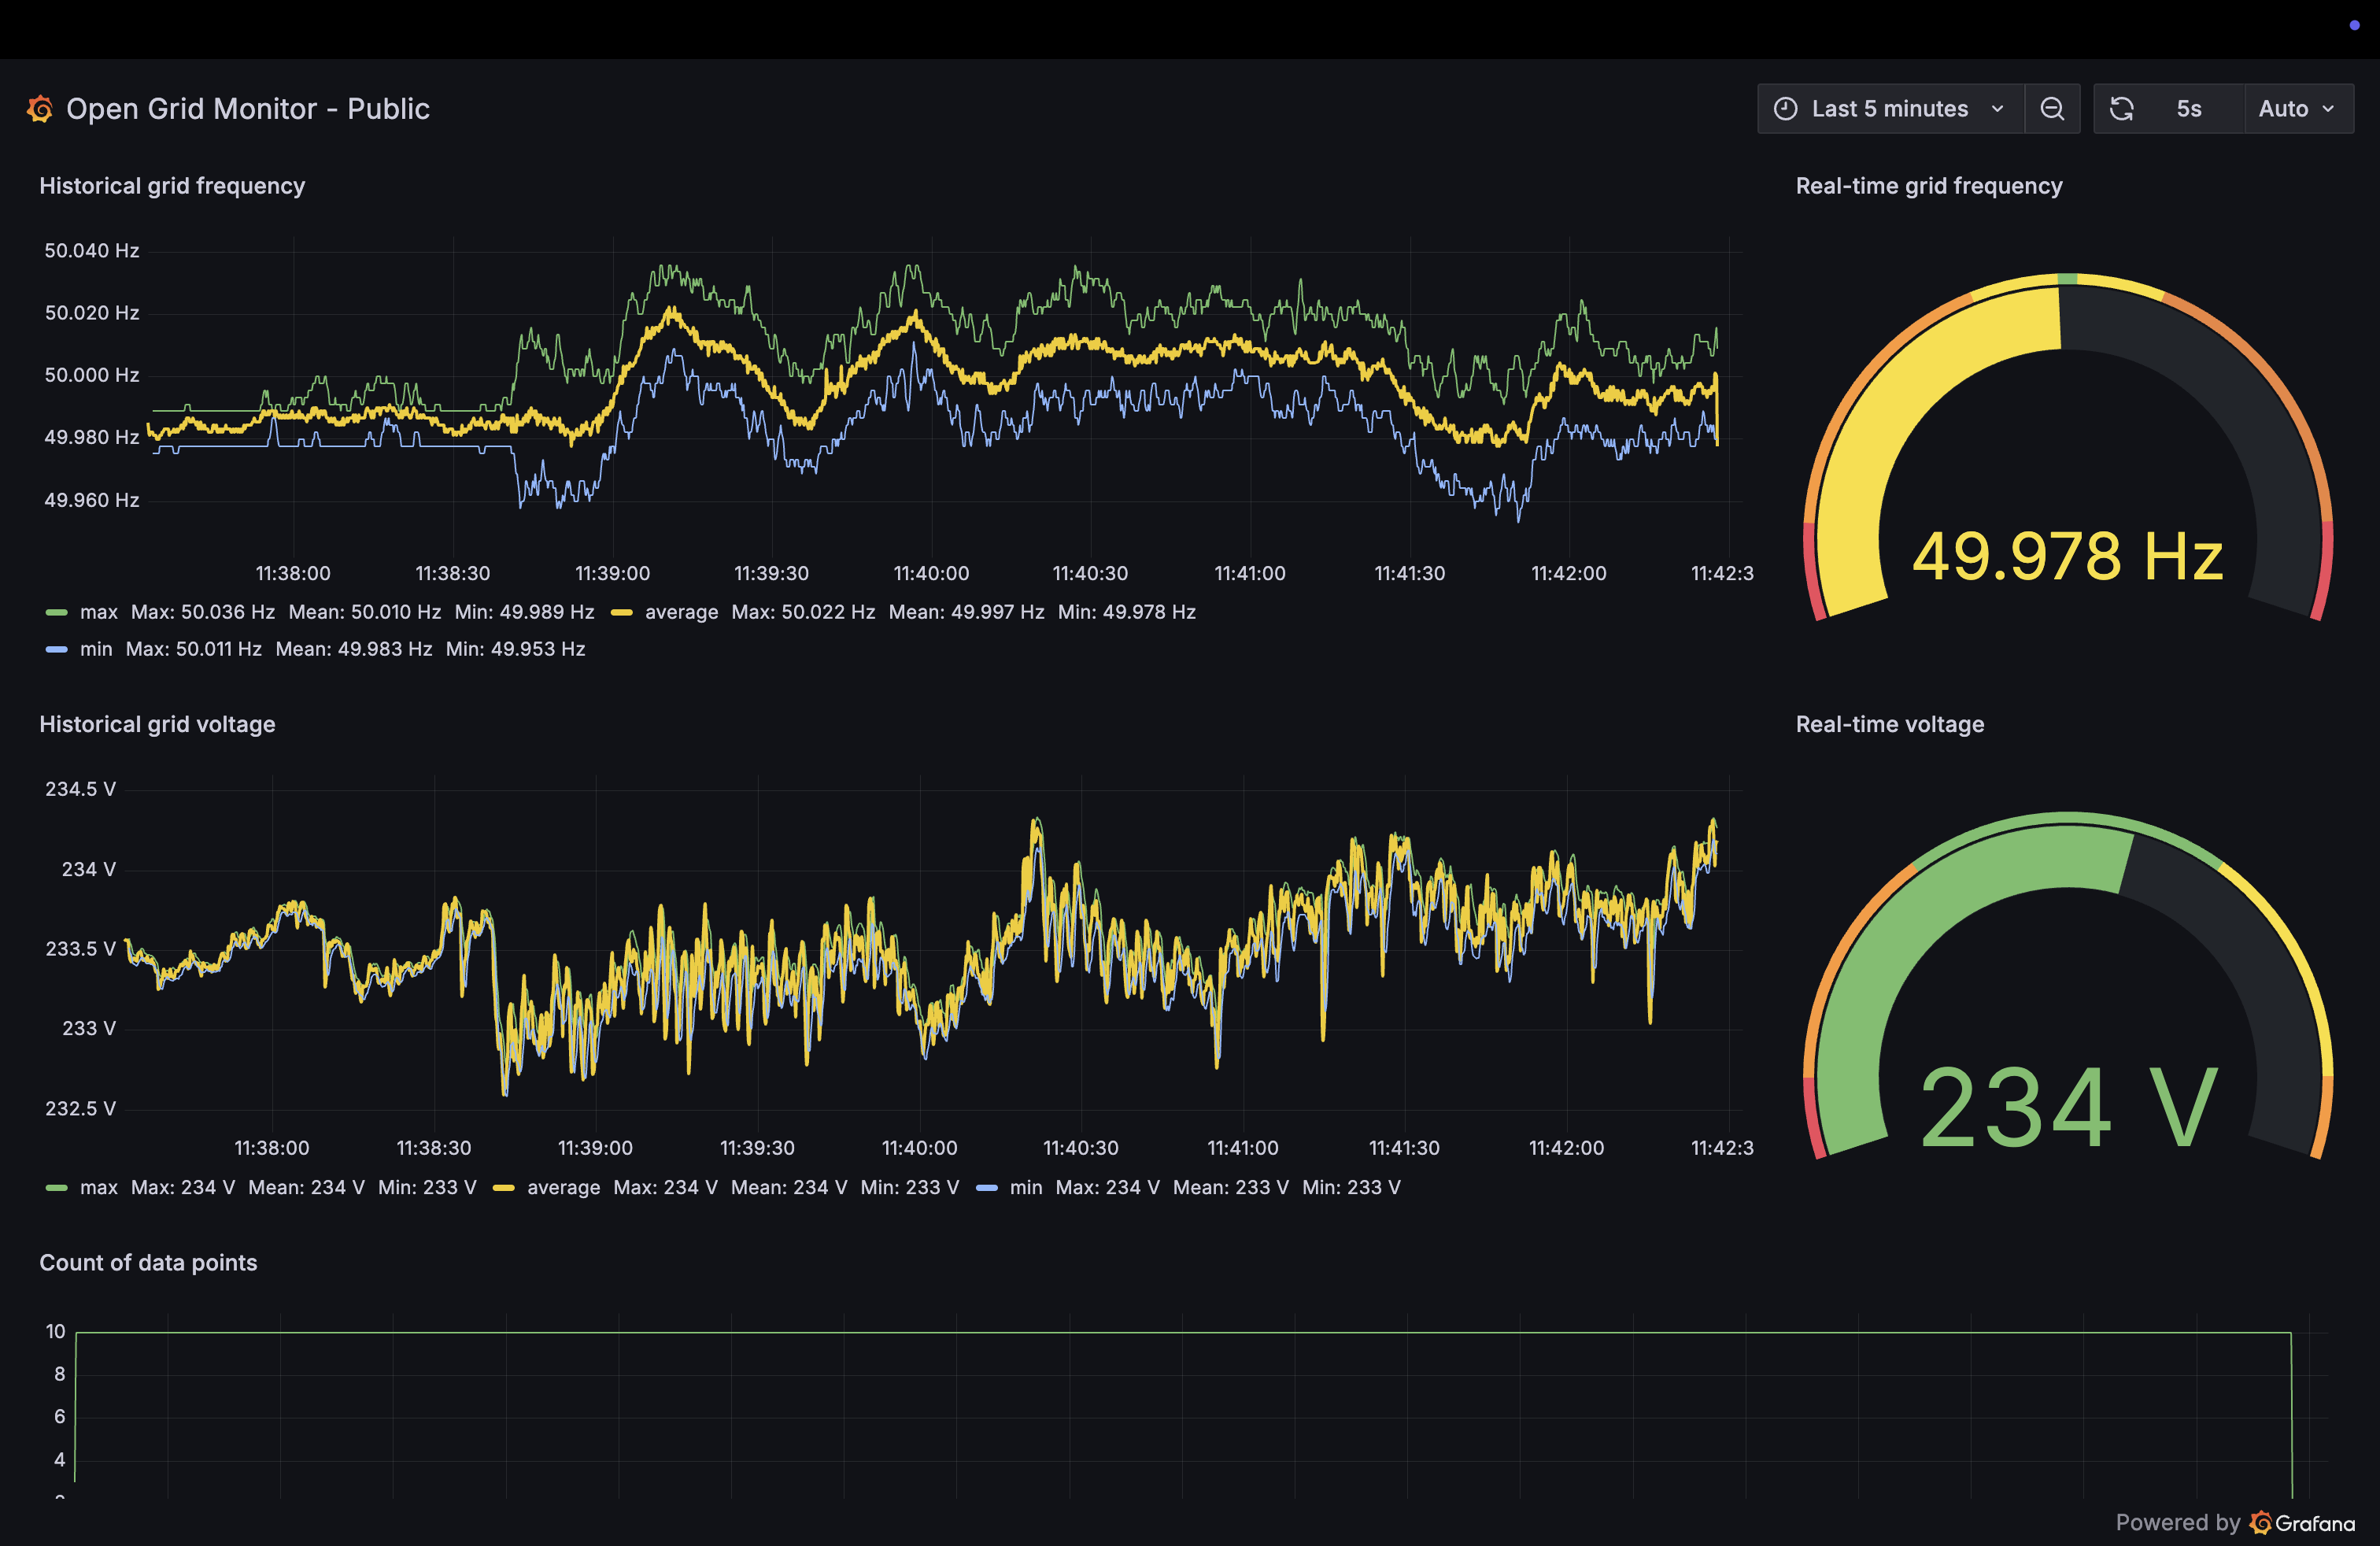 Open Grid Monitor - Public
Last 5 minutes
5s
Auto
Historical grid frequency
Real-time grid frequency
50.040 Hz
50.020 Hz
50.000 Hz
49.980 Hz
49.960 Hz
11:38:00 11:38:30 11:39:00 11:39:30 11:40:00 11:40:30 11:41:00 11:41:30 11:42:00 11:42:3
max Max: 50.036 Hz Mean: 50.010 Hz Min: 49.989 Hz average Max: 50.022 Hz Mean: 49.997 Hz Min: 49.978 Hz
min Max: 50.011 Hz Mean: 49.983 Hz Min: 49.953 Hz
49.978 Hz
Historical grid voltage
Real-time voltage
234.5 V
234 V
233.5 V
233 V
232.5 V
11:38:00 11:38:30 11:39:00 11:39:30 11:40:00 11:40:30 11:41:00 11:41:30 11:42:00 11:42:3
max Max: 234 V Mean: 234 V Min: 233 V average Max: 234 V Mean: 234 V Min: 233 V min Max: 234 V Mean: 233 V Min: 233 V
234 V
Count of data points
10
8
6
4
Powered by Grafana